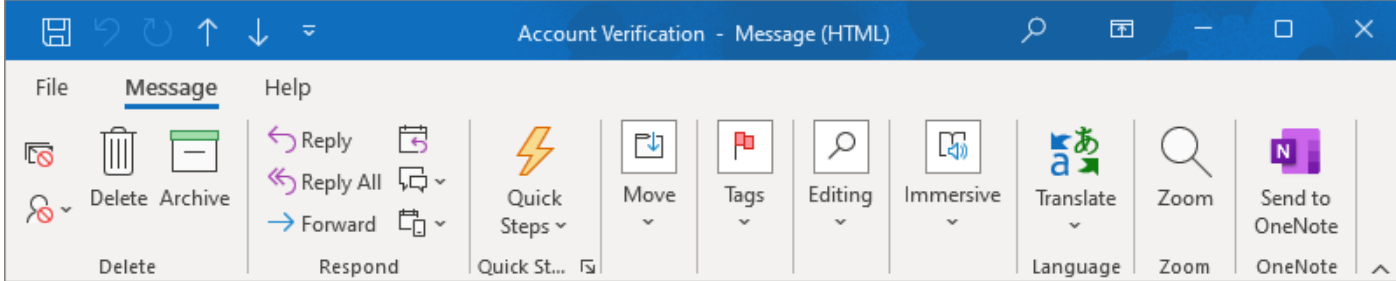 Account Verification - Message (HTML)
File Message Help
Delete Archive
Reply
Reply All
Forward
Quick Steps
Move
Tags
Editing
Immersive
あ
a
Translate
Zoom
N
Send to OneNote
Delete Respond Quick St... Language Zoom OneNote